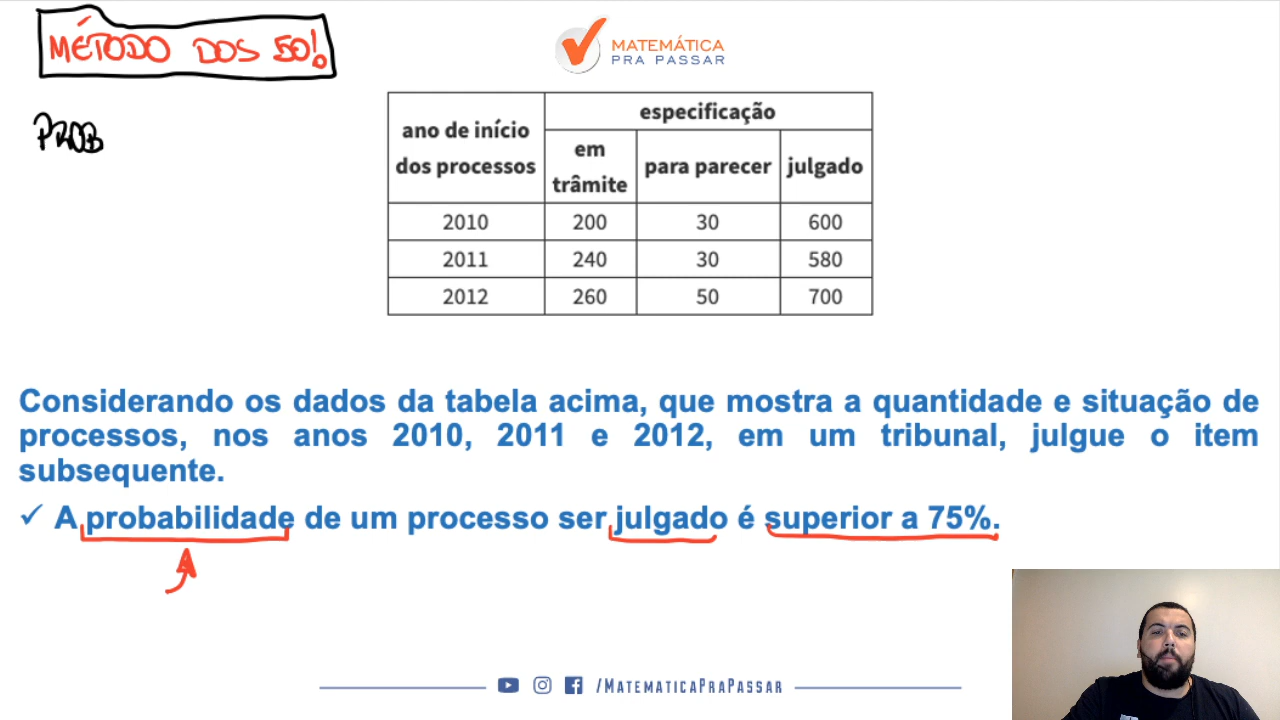 MÉTODO DOS 50!
MATEMÁTICA
PRA PASSAR
PROB
ano de início dos processos
especificação
em trâmite
para parecer
julgado
2010 200 30 600
2011 240 30 580
2012 260 50 700
Considerando os dados da tabela acima, que mostra a quantidade e situação de
processos, nos anos 2010, 2011 e 2012, em um tribunal, julgue o item
subsequente.
✓ A probabilidade de um processo ser julgado é superior a 75%.
/MATEMATICAPRAPASSAR